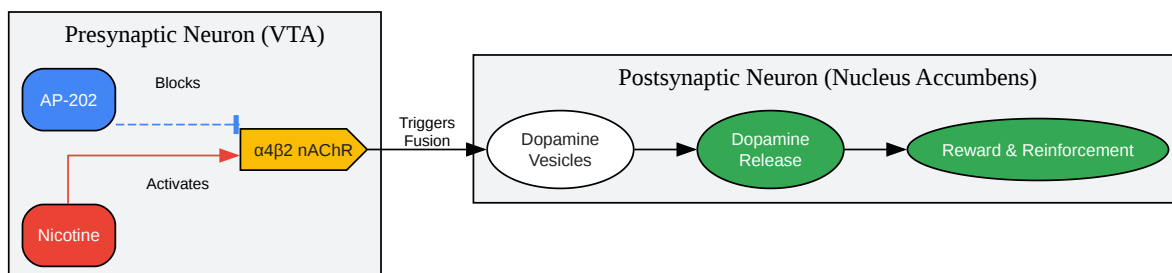 Presynaptic Neuron (VTA)
AP-202
Blocks
α4β2 nAChR
Activates
Nicotine
Triggers
Fusion
Postsynaptic Neuron (Nucleus Accumbens)
Dopamine
Vesicles
Dopamine
Release
Reward & Reinforcement